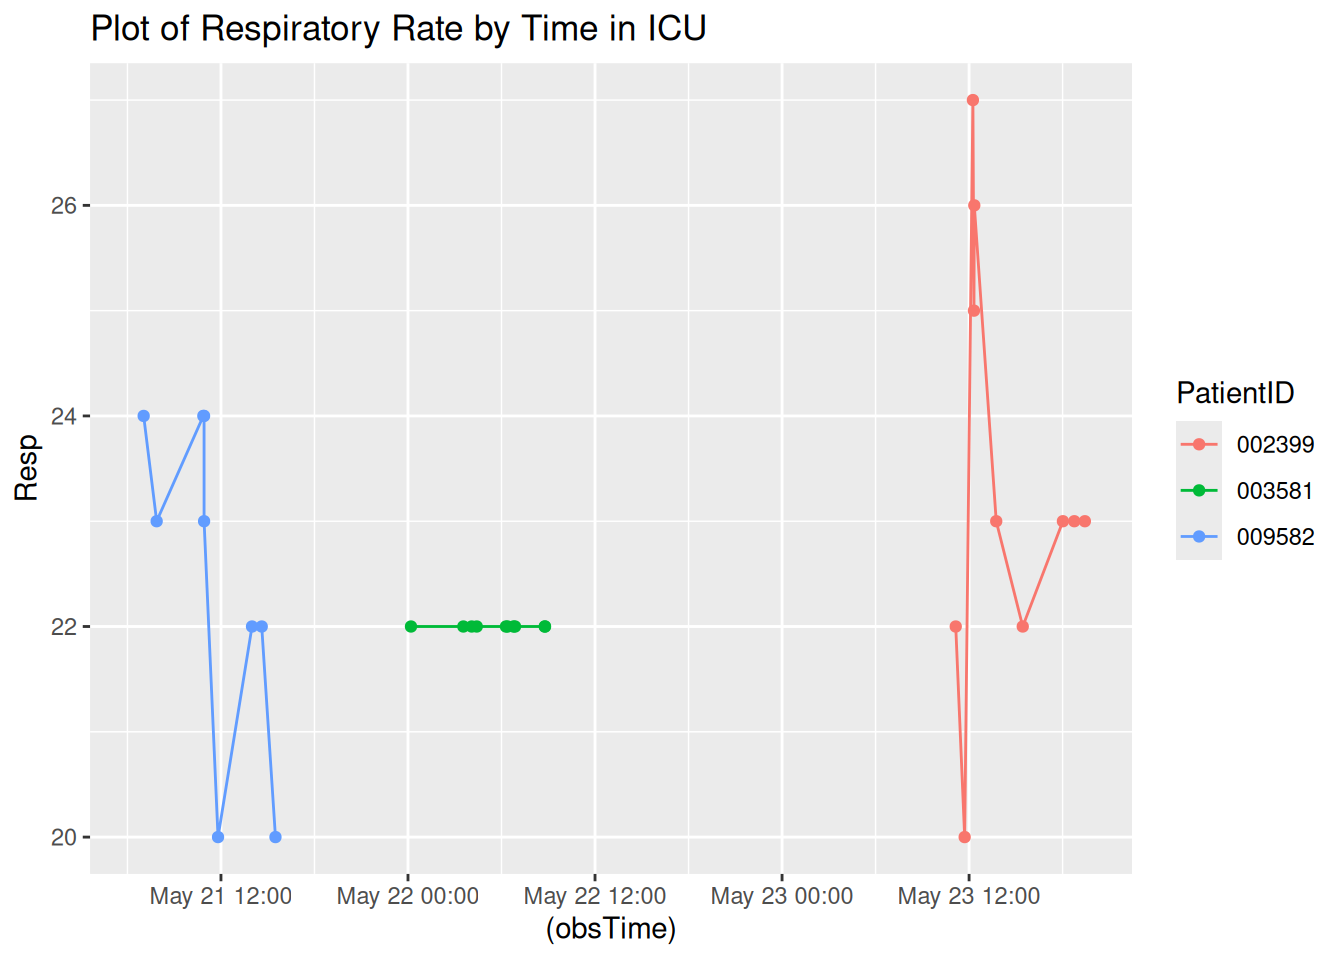 Plot of Respiratory Rate by Time in ICU
Resp
26
24
22
20
May 21 12:00
May 22 00:00
May 22 12:00
May 23 00:00
May 23 12:00
(obsTime)
PatientID
002399
003581
009582